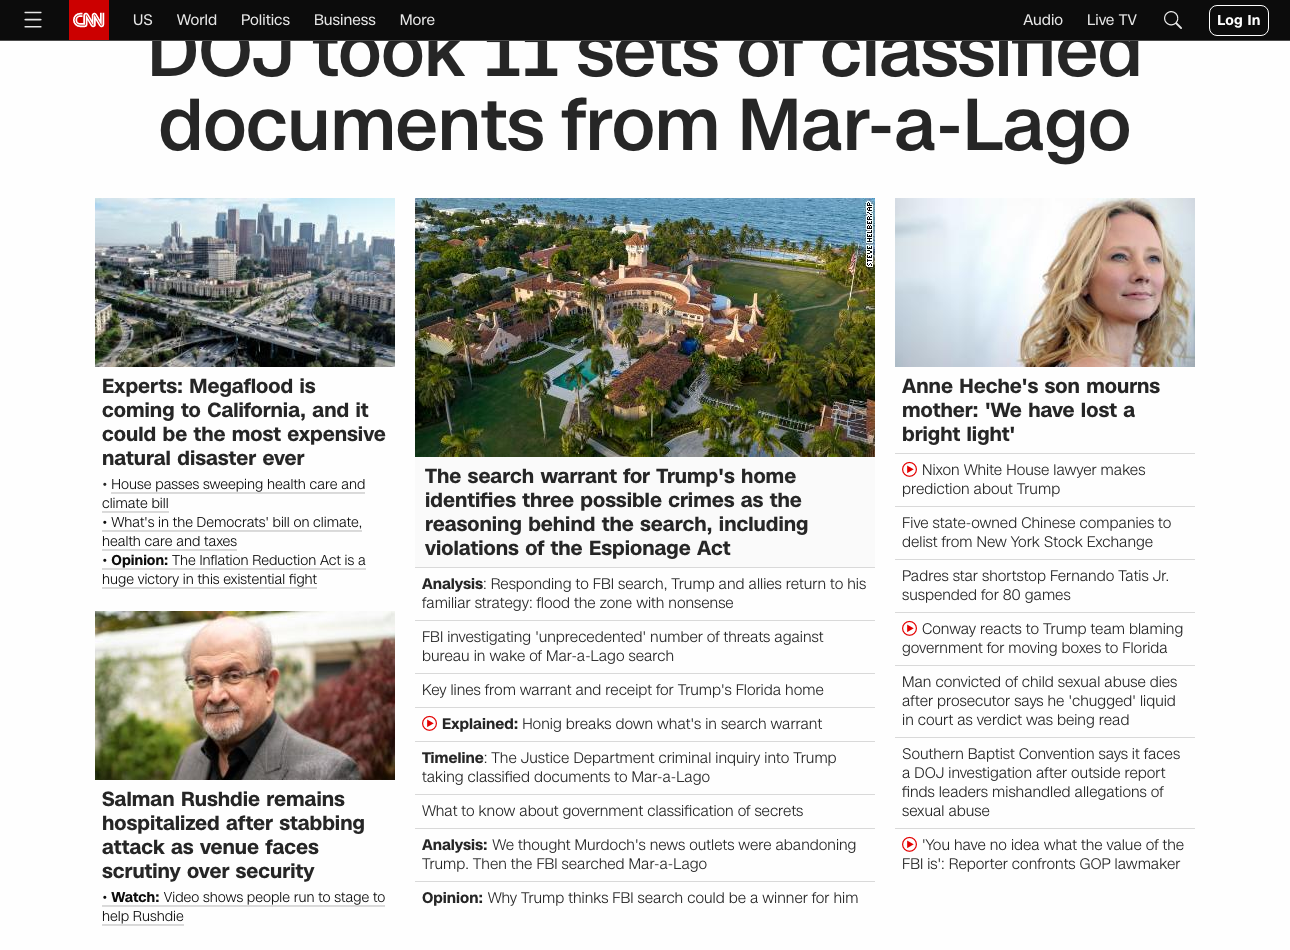 CNN
US
World
Politics
Business
More
Audio
Live TV
Log In
DOJ took 11 sets of classified
documents from Mar-a-Lago
Experts: Megaflood is
coming to California, and it
could be the most expensive
natural disaster ever
• House passes sweeping health care and
climate bill
• What's in the Democrats' bill on climate,
health care and taxes
• Opinion: The Inflation Reduction Act is a
huge victory in this existential fight
Salman Rushdie remains
hospitalized after stabbing
attack as venue faces
scrutiny over security
• Watch: Video shows people run to stage to
help Rushdie
STEVE HELBER/AP
The search warrant for Trump's home
identifies three possible crimes as the
reasoning behind the search, including
violations of the Espionage Act
Analysis: Responding to FBI search, Trump and allies return to his
familiar strategy: flood the zone with nonsense
FBI investigating 'unprecedented' number of threats against
bureau in wake of Mar-a-Lago search
Key lines from warrant and receipt for Trump's Florida home
Explained: Honig breaks down what's in search warrant
Timeline: The Justice Department criminal inquiry into Trump
taking classified documents to Mar-a-Lago
What to know about government classification of secrets
Analysis: We thought Murdoch's news outlets were abandoning
Trump. Then the FBI searched Mar-a-Lago
Opinion: Why Trump thinks FBI search could be a winner for him
Anne Heche's son mourns
mother: 'We have lost a
bright light'
Nixon White House lawyer makes
prediction about Trump
Five state-owned Chinese companies to
delist from New York Stock Exchange
Padres star shortstop Fernando Tatis Jr.
suspended for 80 games
Conway reacts to Trump team blaming
government for moving boxes to Florida
Man convicted of child sexual abuse dies
after prosecutor says he 'chugged' liquid
in court as verdict was being read
Southern Baptist Convention says it faces
a DOJ investigation after outside report
finds leaders mishandled allegations of
sexual abuse
'You have no idea what the value of the
FBI is': Reporter confronts GOP lawmaker